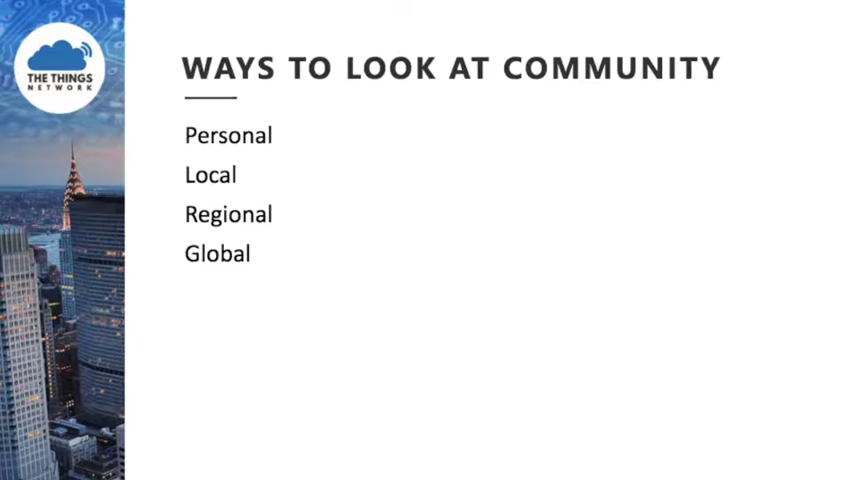 THE THINGS
NETWORK
WAYS TO LOOK AT COMMUNITY
Personal
Local
Regional
Global